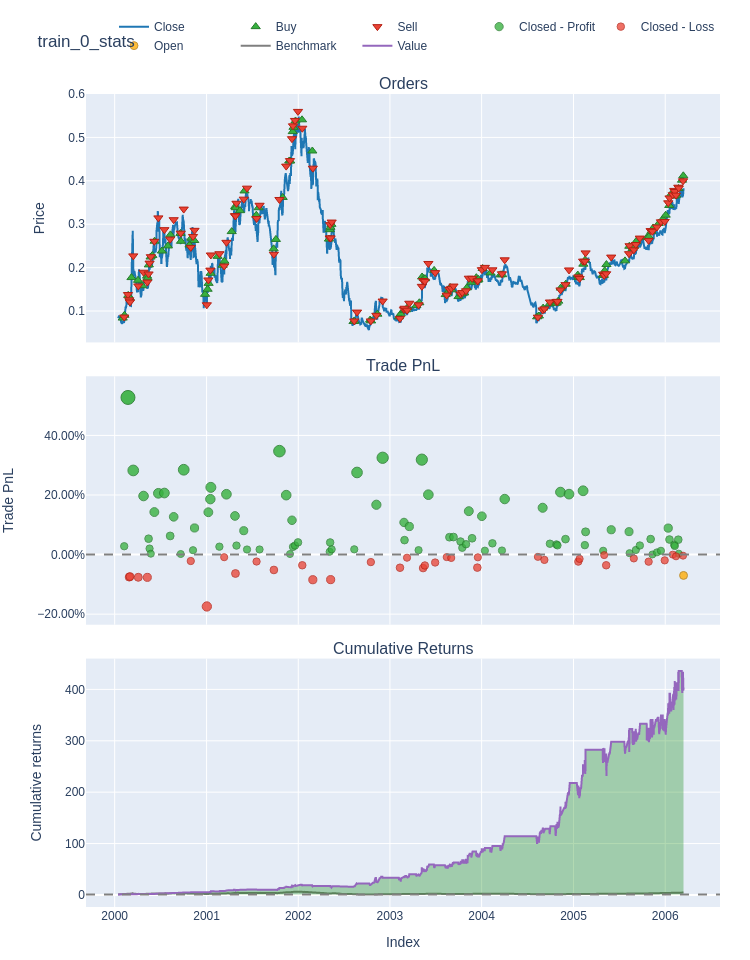 train_0_stats
Close Buy Sell Closed - Profit Closed - Loss
Open Benchmark Value
Orders
0.6
0.5
0.4
0.3
0.2
0.1
Price
Trade PnL
40.00%
20.00%
0.00%
−20.00%
Trade PnL
Cumulative Returns
400
300
200
100
0
Cumulative returns
2000 2001 2002 2003 2004 2005 2006
Index